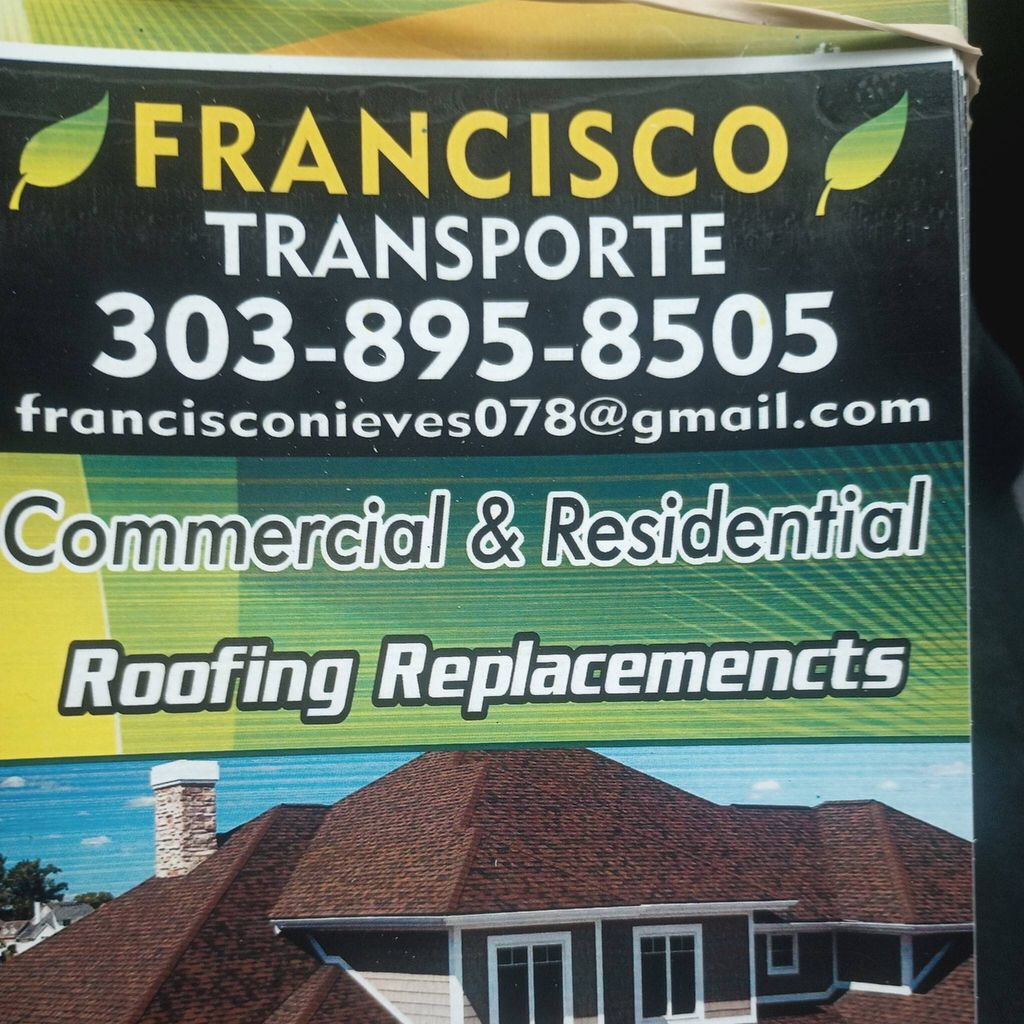 FRANCISCO
TRANSPORTE
303-895-8505
francisconieves078@gmail.com
Commercial & Residential
Roofing Replacemencts